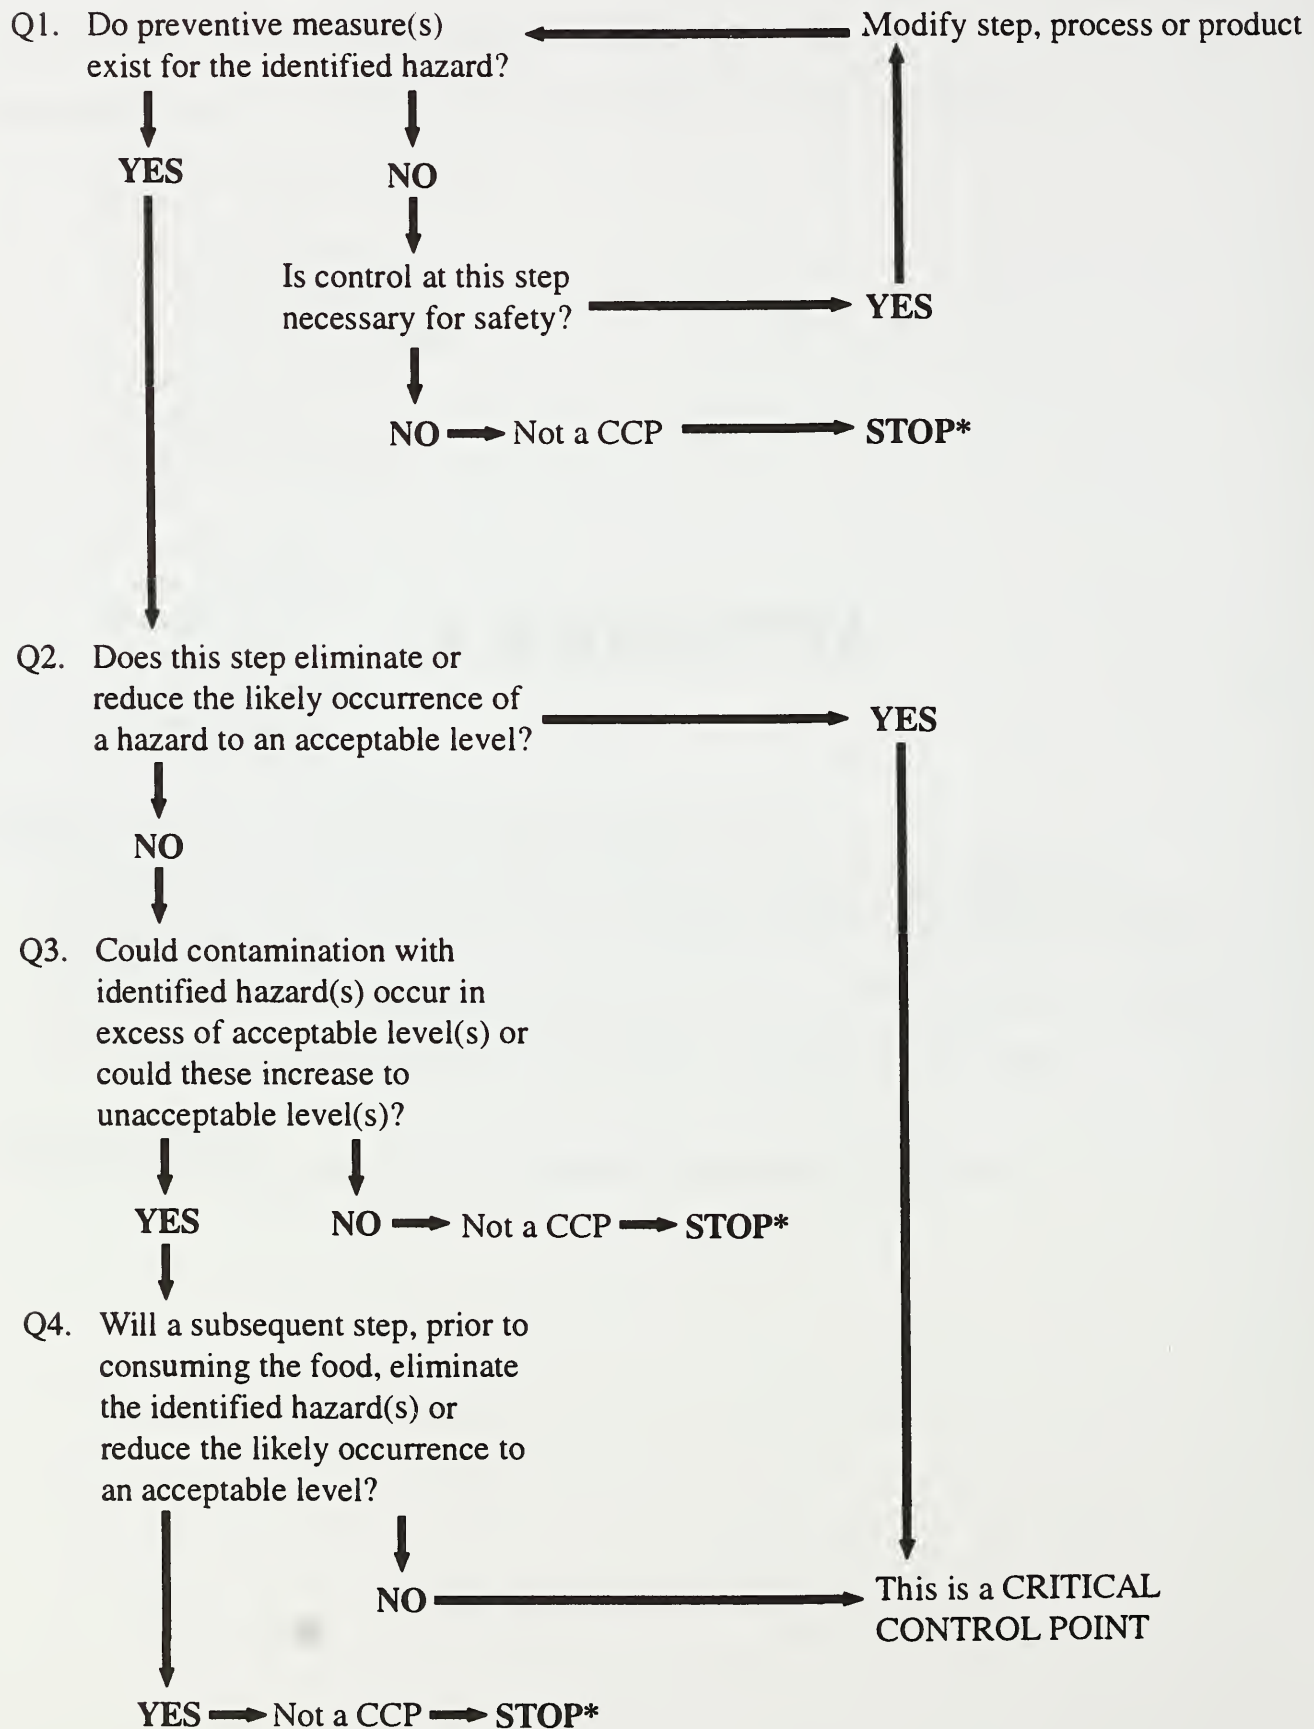 Q1. Do preventive measure(s)
exist for the identified hazard?
Modify step, process or product
YES
NO
Is control at this step
necessary for safety?
YES
NO
Not a CCP
STOP*
Q2. Does this step eliminate or
reduce the likely occurrence of
a hazard to an acceptable level?
YES
NO
Q3. Could contamination with
identified hazard(s) occur in
excess of acceptable level(s) or
could these increase to
unacceptable level(s)?
YES
NO
Not a CCP
STOP*
Q4. Will a subsequent step, prior to
consuming the food, eliminate
the identified hazard(s) or
reduce the likely occurrence to
an acceptable level?
NO
This is a CRITICAL
CONTROL POINT
YES
Not a CCP
STOP*